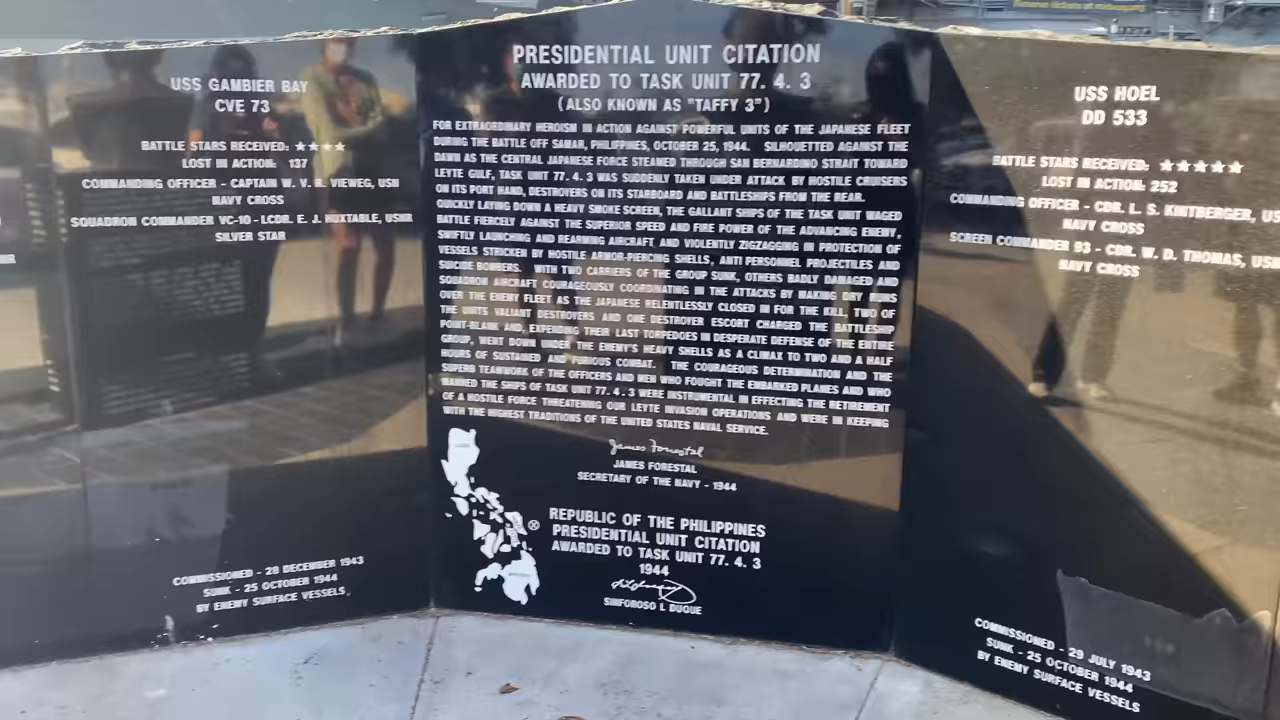 USS GAMBIER BAY
CVE 73
BATTLE STARS RECEIVED: ★★★★
LOST IN ACTION: 137
COMMANDING OFFICER - CAPTAIN W. V. R. VIEWEG, USN
NAVY CROSS
SQUADRON COMMANDER VC-10 - LCDR. E. J. HUXTABLE, USNR
SILVER STAR
COMMISSIONED - 28 DECEMBER 1943
SUNK - 25 OCTOBER 1944
BY ENEMY SURFACE VESSELS.
PRESIDENTIAL UNIT CITATION
AWARDED TO TASK UNIT 77. 4. 3
(ALSO KNOWN AS "TAFFY 3")
FOR EXTRAORDINARY HEROISM IN ACTION AGAINST POWERFUL UNITS OF THE JAPANESE FLEET
DURING THE BATTLE OFF SAMAR, PHILIPPINES, OCTOBER 25, 1944. SILHOUETTED AGAINST THE
DAWN AS THE CENTRAL JAPANESE FORCE STEAMED THROUGH SAN BERNARDINO STRAIT TOWARD
LEYTE GULF, TASK UNIT 77. 4. 3 WAS SUDDENLY TAKEN UNDER ATTACK BY HOSTILE CRUISERS
ON ITS PORT HAND, DESTROYERS ON ITS STARBOARD AND BATTLESHIPS FROM THE REAR.
QUICKLY LAYING DOWN A HEAVY SMOKE SCREEN, THE GALLANT SHIPS OF THE TASK UNIT WAGED
BATTLE FIERCELY AGAINST THE SUPERIOR SPEED AND FIRE POWER OF THE ADVANCING ENEMY,
SWIFTLY LAUNCHING AND REARMING AIRCRAFT, AND VIOLENTLY ZIGZAGGING IN PROTECTION OF
VESSELS STRICKEN BY HOSTILE ARMOR-PIERCING SHELLS, ANTI PERSONNEL PROJECTILES AND
SUICIDE BOMBERS. WITH TWO CARRIERS OF THE GROUP SUNK, OTHERS BADLY DAMAGED AND
SQUADRON AIRCRAFT COURAGEOUSLY COORDINATING IN THE ATTACKS BY MAKING DRY RUNS
OVER THE ENEMY FLEET AS THE JAPANESE RELENTLESSLY CLOSED IN FOR THE KILL, TWO OF
THE UNITS VALIANT DESTROYERS AND ONE DESTROYER ESCORT CHARGED THE BATTLESHIP
POINT-BLANK AND, EXPENDING THEIR LAST TORPEDOES IN DESPERATE DEFENSE OF THE ENTIRE
GROUP, WENT DOWN UNDER THE ENEMY'S HEAVY SHELLS AS A CLIMAX TO TWO AND A HALF
HOURS OF SUSTAINED AND FURIOUS COMBAT. THE COURAGEOUS DETERMINATION AND THE
SUPERB TEAMWORK OF THE OFFICERS AND MEN WHO FOUGHT THE EMBARKED PLANES AND WHO
MANNED THE SHIPS OF TASK UNIT 77. 4. 3 WERE INSTRUMENTAL IN EFFECTING THE RETIREMENT
OF A HOSTILE FORCE THREATENING OUR LEYTE INVASION OPERATIONS AND WERE IN KEEPING
WITH THE HIGHEST TRADITIONS OF THE UNITED STATES NAVAL SERVICE.
James Forrestal
JAMES FORESTAL
SECRETARY OF THE NAVY - 1944
REPUBLIC OF THE PHILIPPINES
PRESIDENTIAL UNIT CITATION
AWARDED TO TASK UNIT 77. 4. 3
1944
SINFOROSO L DUQUE
USS HOEL
DD 533
BATTLE STARS RECEIVED: ★★★★★
LOST IN ACTION: 252
COMMANDING OFFICER - CDR. L. S. KINTBERGER, US
NAVY CROSS
SCREEN COMMANDER 93 - CDR. W. D. THOMAS, USN
NAVY CROSS
COMMISSIONED - 29 JULY 1943
SUNK - 25 OCTOBER 1944
BY ENEMY SURFACE VESSELS